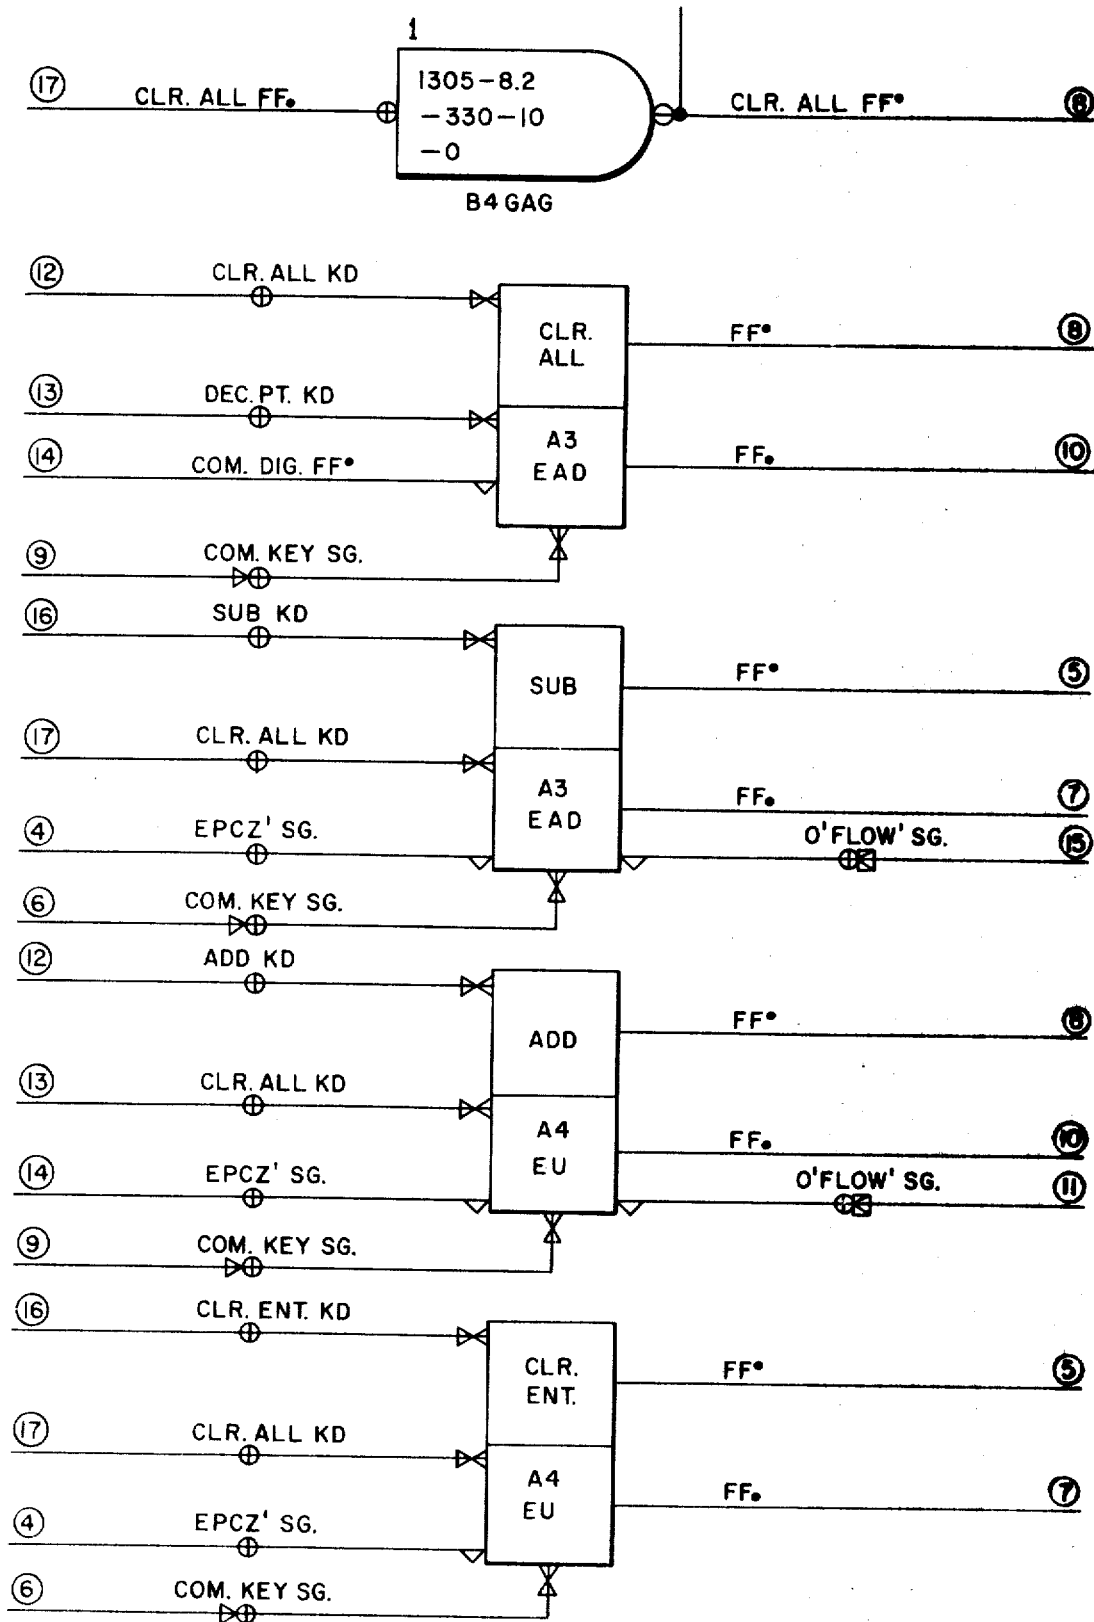 1
⑰ CLR. ALL FF.
1305-8.2
-330-10
-0
CLR. ALL FF• ⑧
B4 GAG
⑫ CLR. ALL KD
CLR.
ALL
FF• ⑧
⑬ DEC. PT. KD
A3
EAD
⑭ COM. DIG. FF•
FF. ⑩
⑨ COM. KEY SG.
⑯ SUB KD
SUB
FF• ⑤
⑰ CLR. ALL KD
A3
EAD
FF. ⑦
④ EPCZ' SG.
O'FLOW' SG. ⑮
⑥ COM. KEY SG.
⑫ ADD KD
ADD
FF• ⑧
⑬ CLR. ALL KD
A4
EU
FF. ⑩
⑭ EPCZ' SG.
O'FLOW' SG. ⑪
⑨ COM. KEY SG.
⑯ CLR. ENT. KD
CLR.
ENT.
FF• ⑤
⑰ CLR. ALL KD
A4
EU
FF. ⑦
④ EPCZ' SG.
⑥ COM. KEY SG.